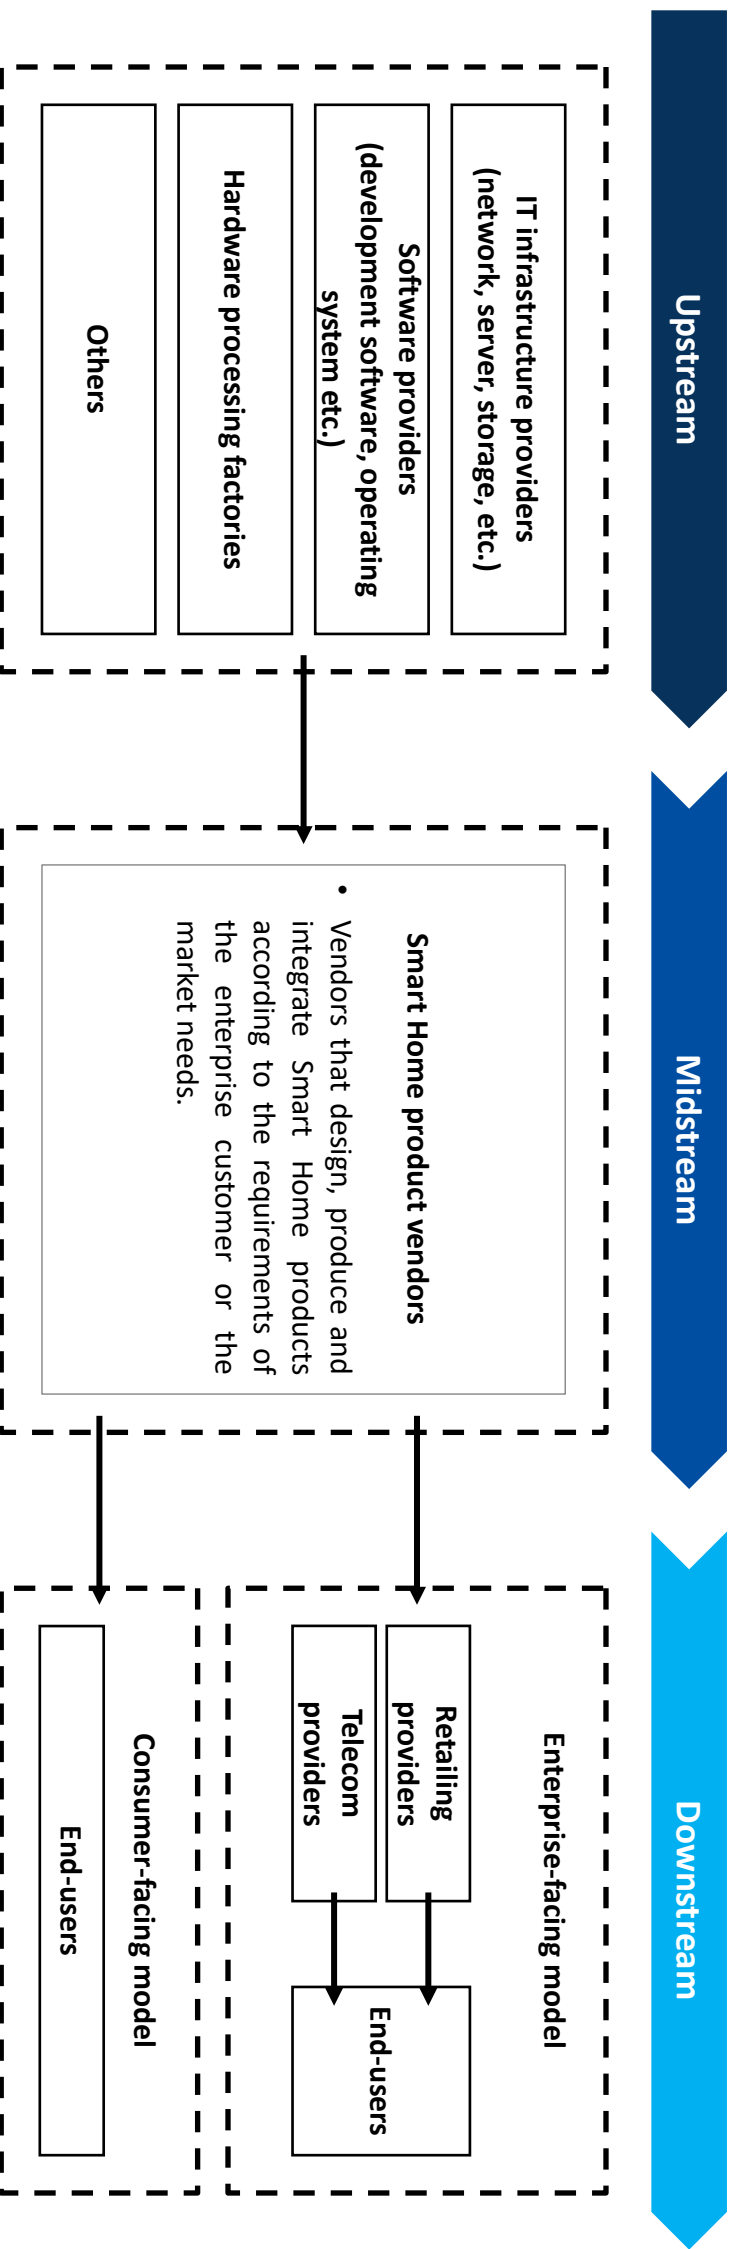 Upstream
Midstream
Downstream
IT infrastructure providers
(network, server, storage, etc.)
Software providers
(development software, operating
system etc.)
Hardware processing factories
Others
Smart Home product vendors
• Vendors that design, produce and
integrate Smart Home products
according to the requirements of
the enterprise customer or the
market needs.
Enterprise-facing model
Retailing
providers
Telecom
providers
End-users
Consumer-facing model
End-users